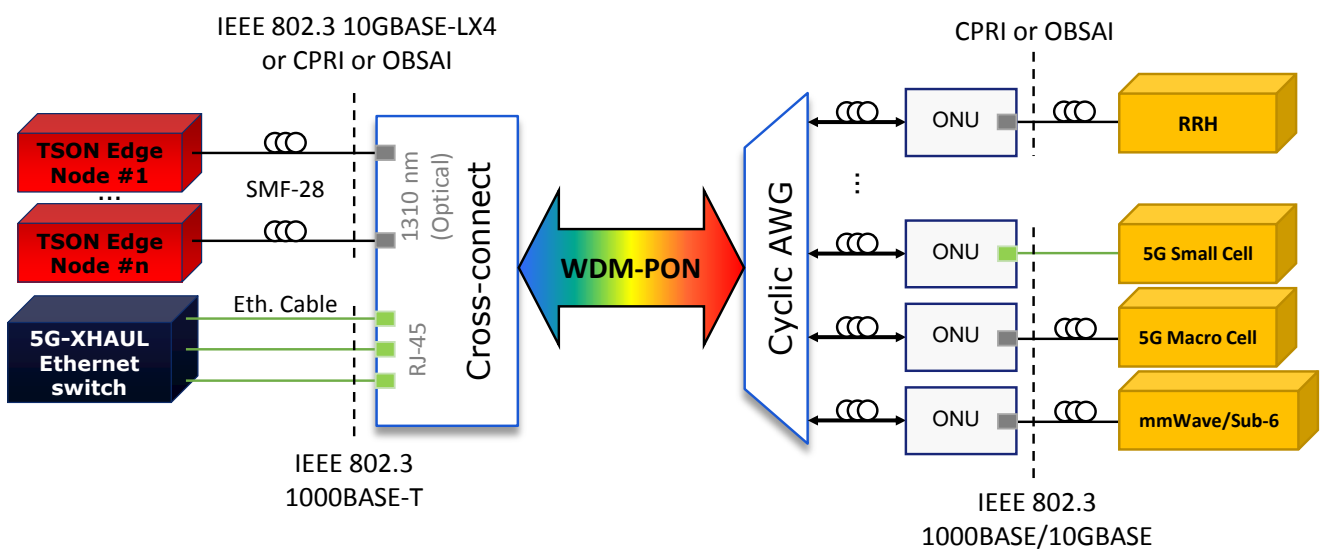 IEEE 802.3 10GBASE-LX4
or CPRI or OBSAI
TSON Edge
Node #1
...
TSON Edge
Node #n
SMF-28
5G-XHAUL
Ethernet
switch
Eth. Cable
1310 nm
(Optical)
RJ-45
Cross-connect
IEEE 802.3
1000BASE-T
WDM-PON
Cyclic AWG
CPRI or OBSAI
ONU
RRH
...
ONU
5G Small Cell
ONU
5G Macro Cell
ONU
mmWave/Sub-6
IEEE 802.3
1000BASE/10GBASE